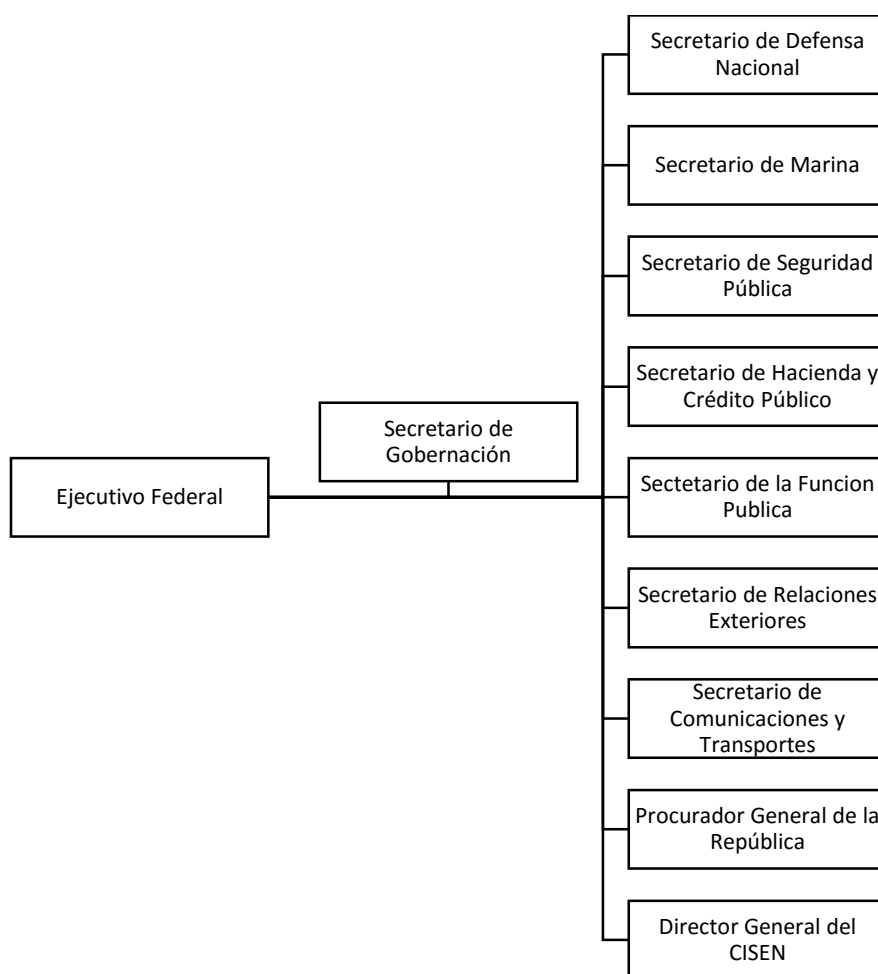 Secretario de Defensa
Nacional
Secretario de Marina
Secretario de Seguridad
Pública
Secretario de Hacienda y
Crédito Público
Secretario de
Gobernación
Ejecutivo Federal
Sectetario de la Funcion
Publica
Secretario de Relaciones
Exteriores
Secretario de
Comunicaciones y
Transportes
Procurador General de la
República
Director General del
CISEN